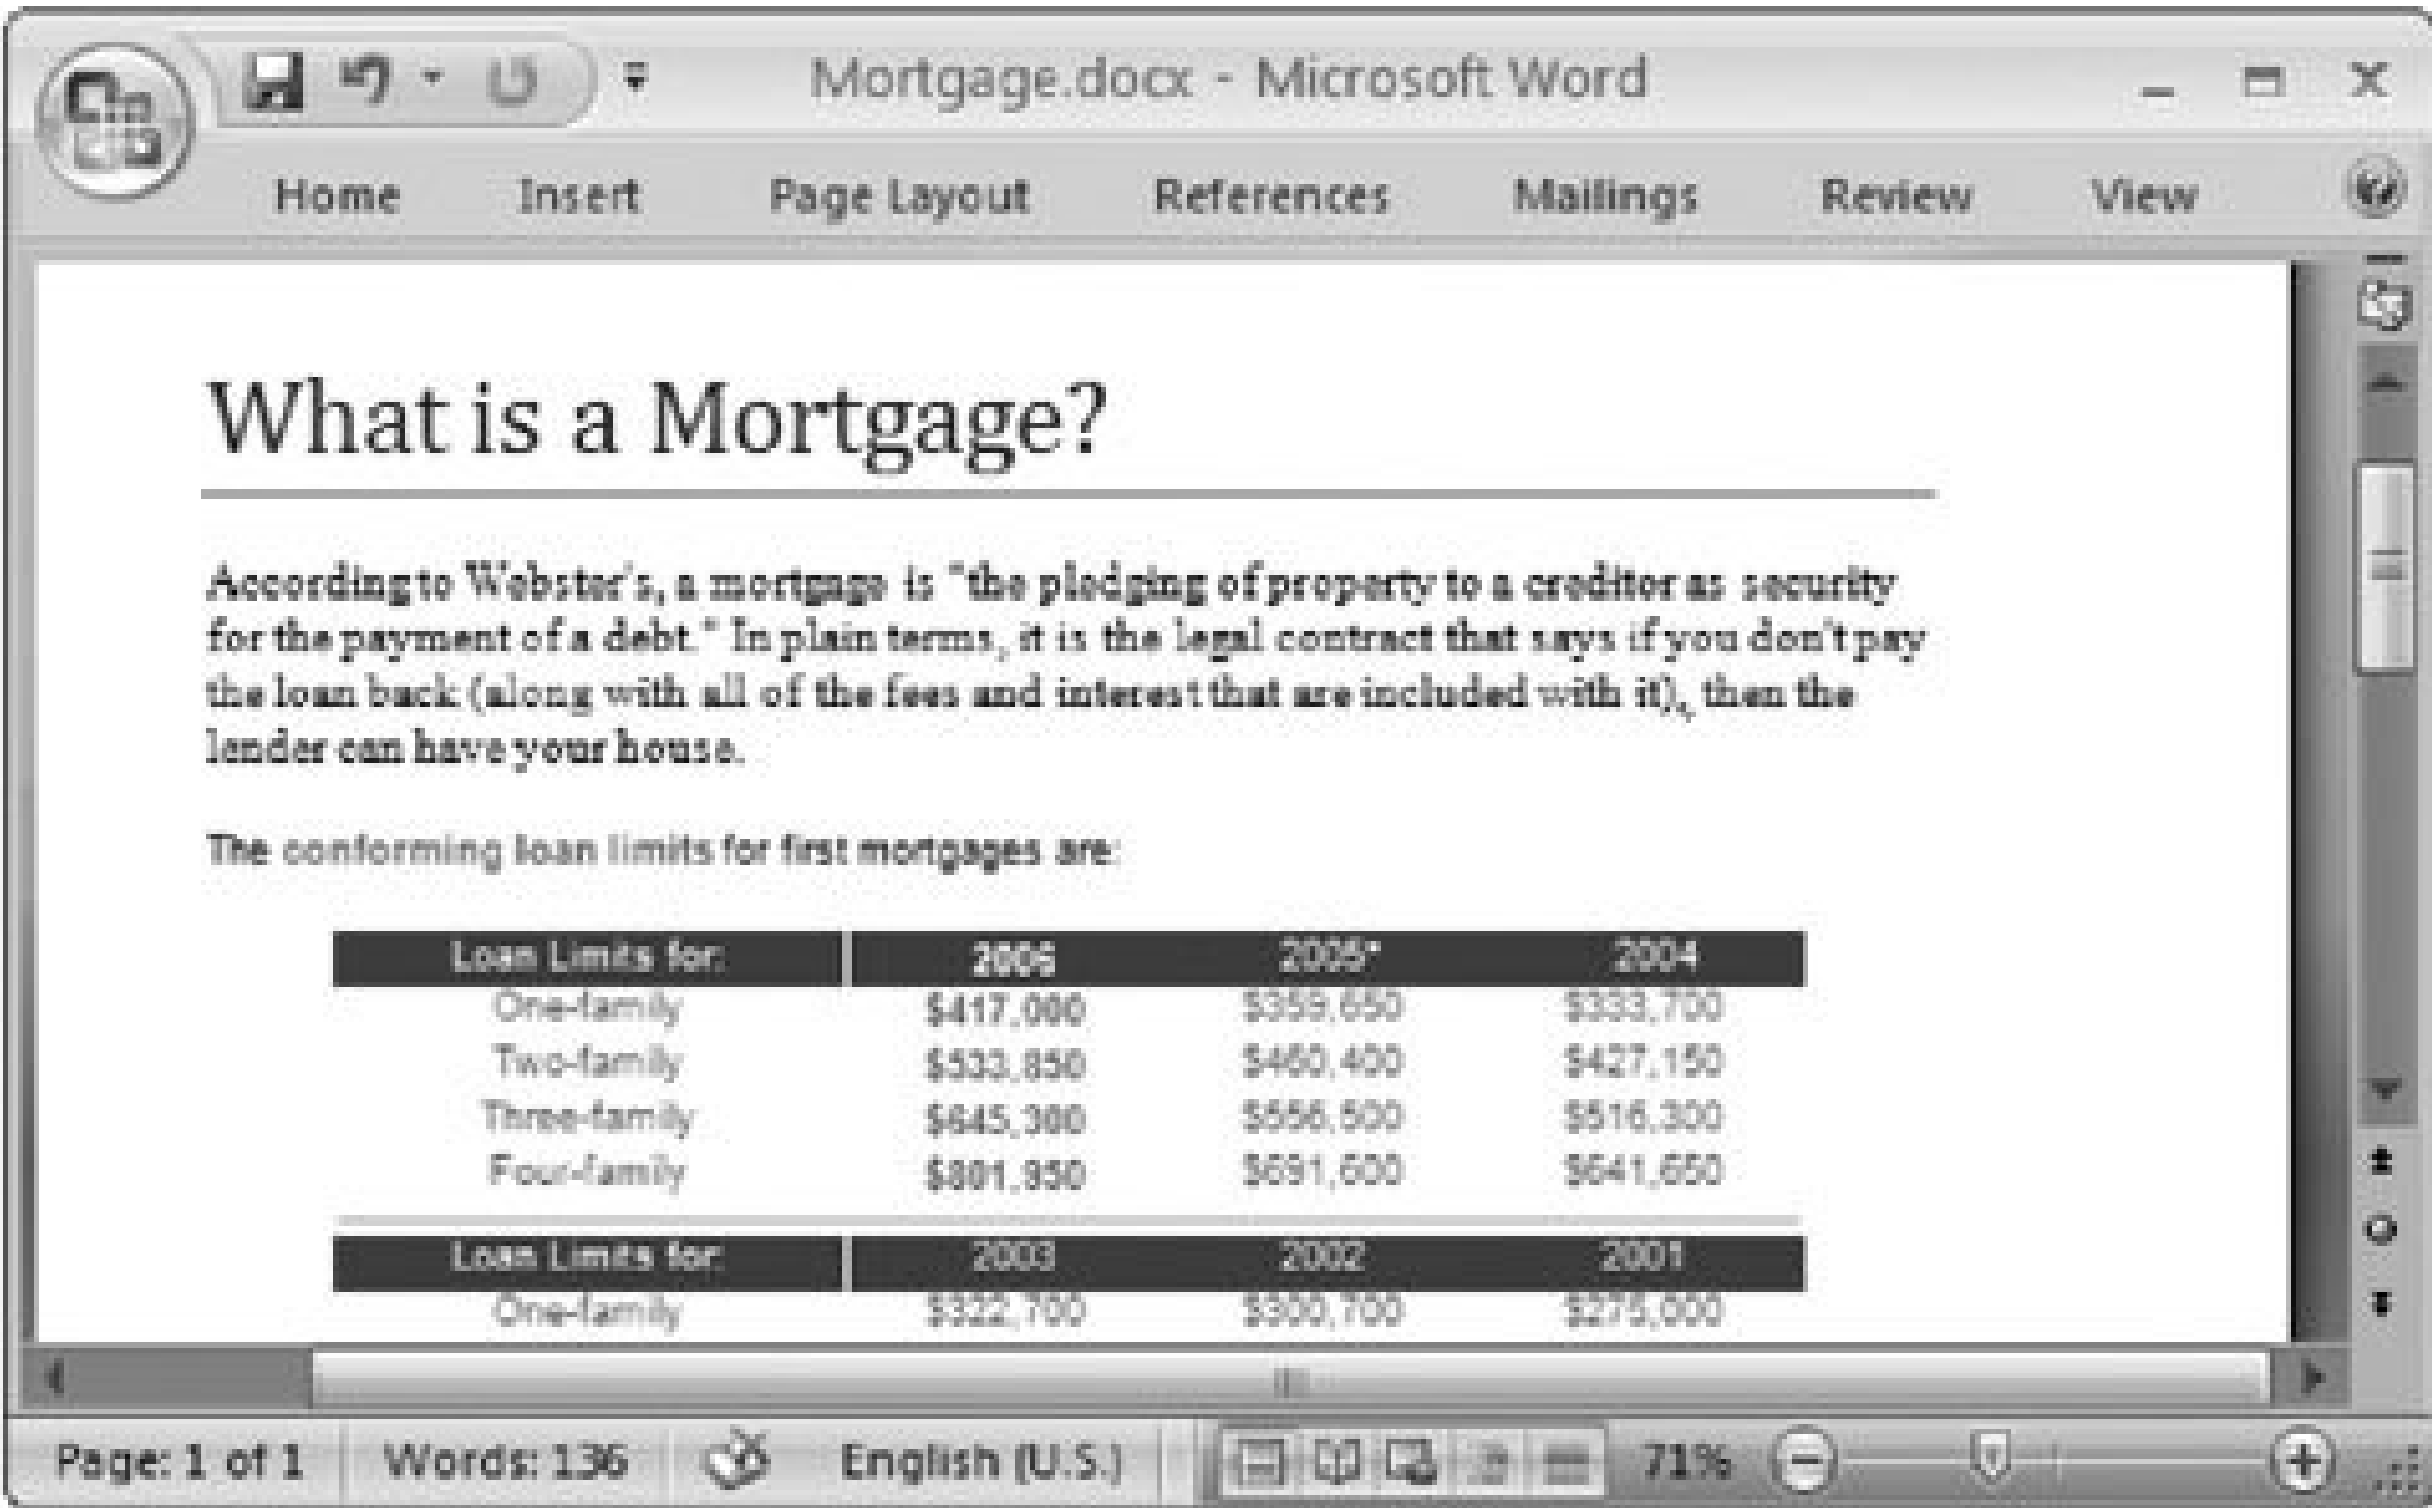 Mortgage.docx - Microsoft Word
Home Insert Page Layout References Mailings Review View
What is a Mortgage?
According to Webster's, a mortgage is "the pledging of property to a creditor as security
for the payment of a debt." In plain terms, it is the legal contract that says if you don't pay
the loan back (along with all of the fees and interest that are included with it), then the
lender can have your house.
The conforming loan limits for first mortgages are:
Loan Limits for: 2006 2005* 2004
One-family $417,000 $359,650 $333,700
Two-family $533,850 $460,400 $427,150
Three-family $645,300 $556,500 $516,300
Four-family $801,950 $691,600 $641,650
Loan Limits for: 2003 2002 2001
One-family $322,700 $300,700 $275,000
Page: 1 of 1 Words: 136 English (U.S.) 71%